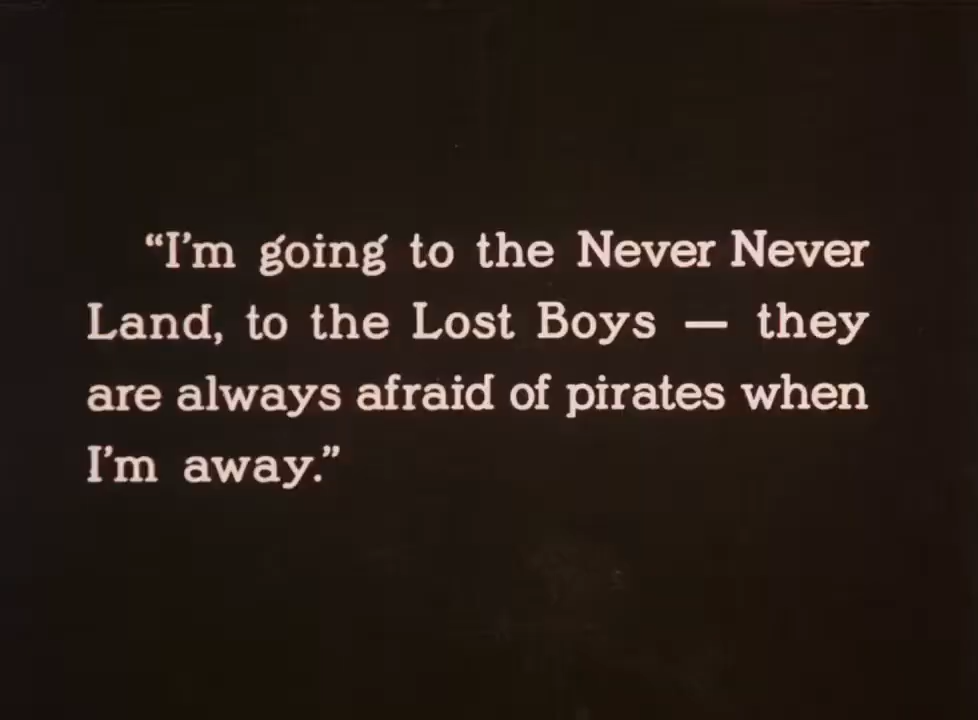 “I’m going to the Never Never
Land, to the Lost Boys — they
are always afraid of pirates when
I’m away.”